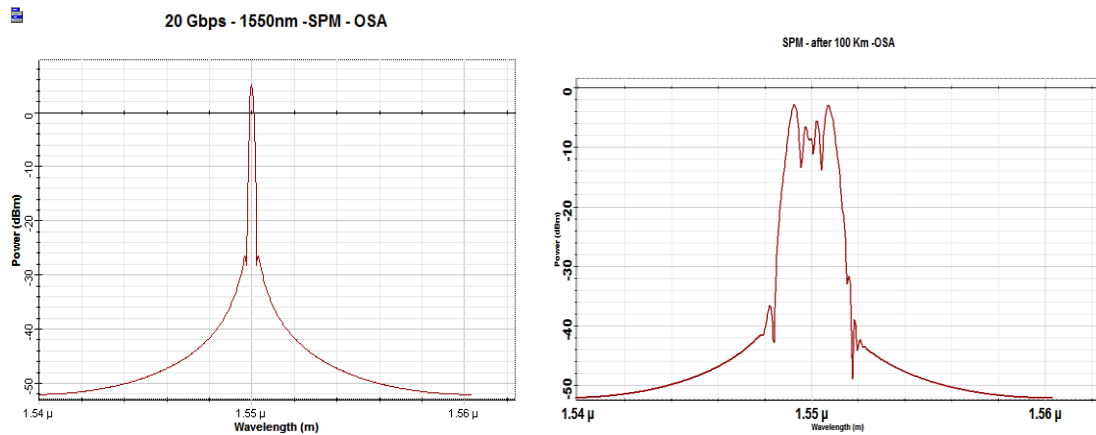 20 Gbps - 1550nm -SPM - OSA
Power (dBm)
0
-10
-20
-30
-40
-50
1.54 µ
1.55 µ
1.56 µ
Wavelength (m)
SPM - after 100 Km -OSA
Power (dBm)
0
-10
-20
-30
-40
-50
1.54 µ
1.55 µ
1.56 µ
Wavelength (m)